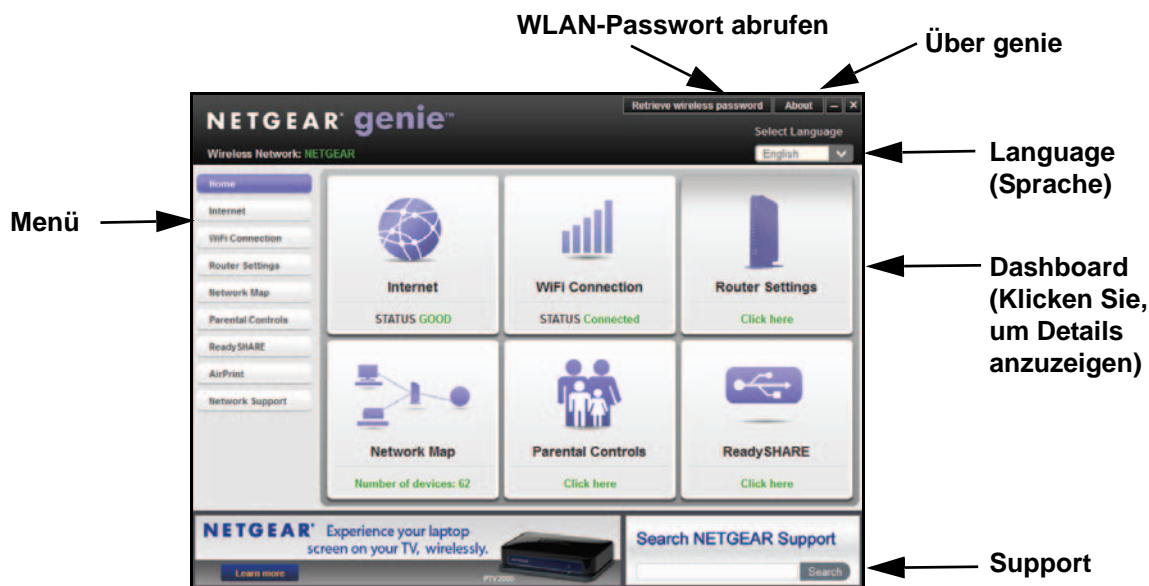 WLAN-Passwort abrufen
Über genie
NETGEAR® genie™
Retrieve wireless password
About
Select Language
Wireless Network: NETGEAR
English
Language
(Sprache)
Menü
Home
Internet
WiFi Connection
Router Settings
Network Map
Parental Controls
ReadySHARE
AirPrint
Network Support
Internet
STATUS GOOD
WiFi Connection
STATUS Connected
Router Settings
Click here
Dashboard
(Klicken Sie,
um Details
anzuzeigen)
Network Map
Number of devices: 62
Parental Controls
Click here
ReadySHARE
Click here
NETGEAR®
Experience your laptop
screen on your TV, wirelessly.
Learn more
PTV2000
Search NETGEAR Support
Search
Support